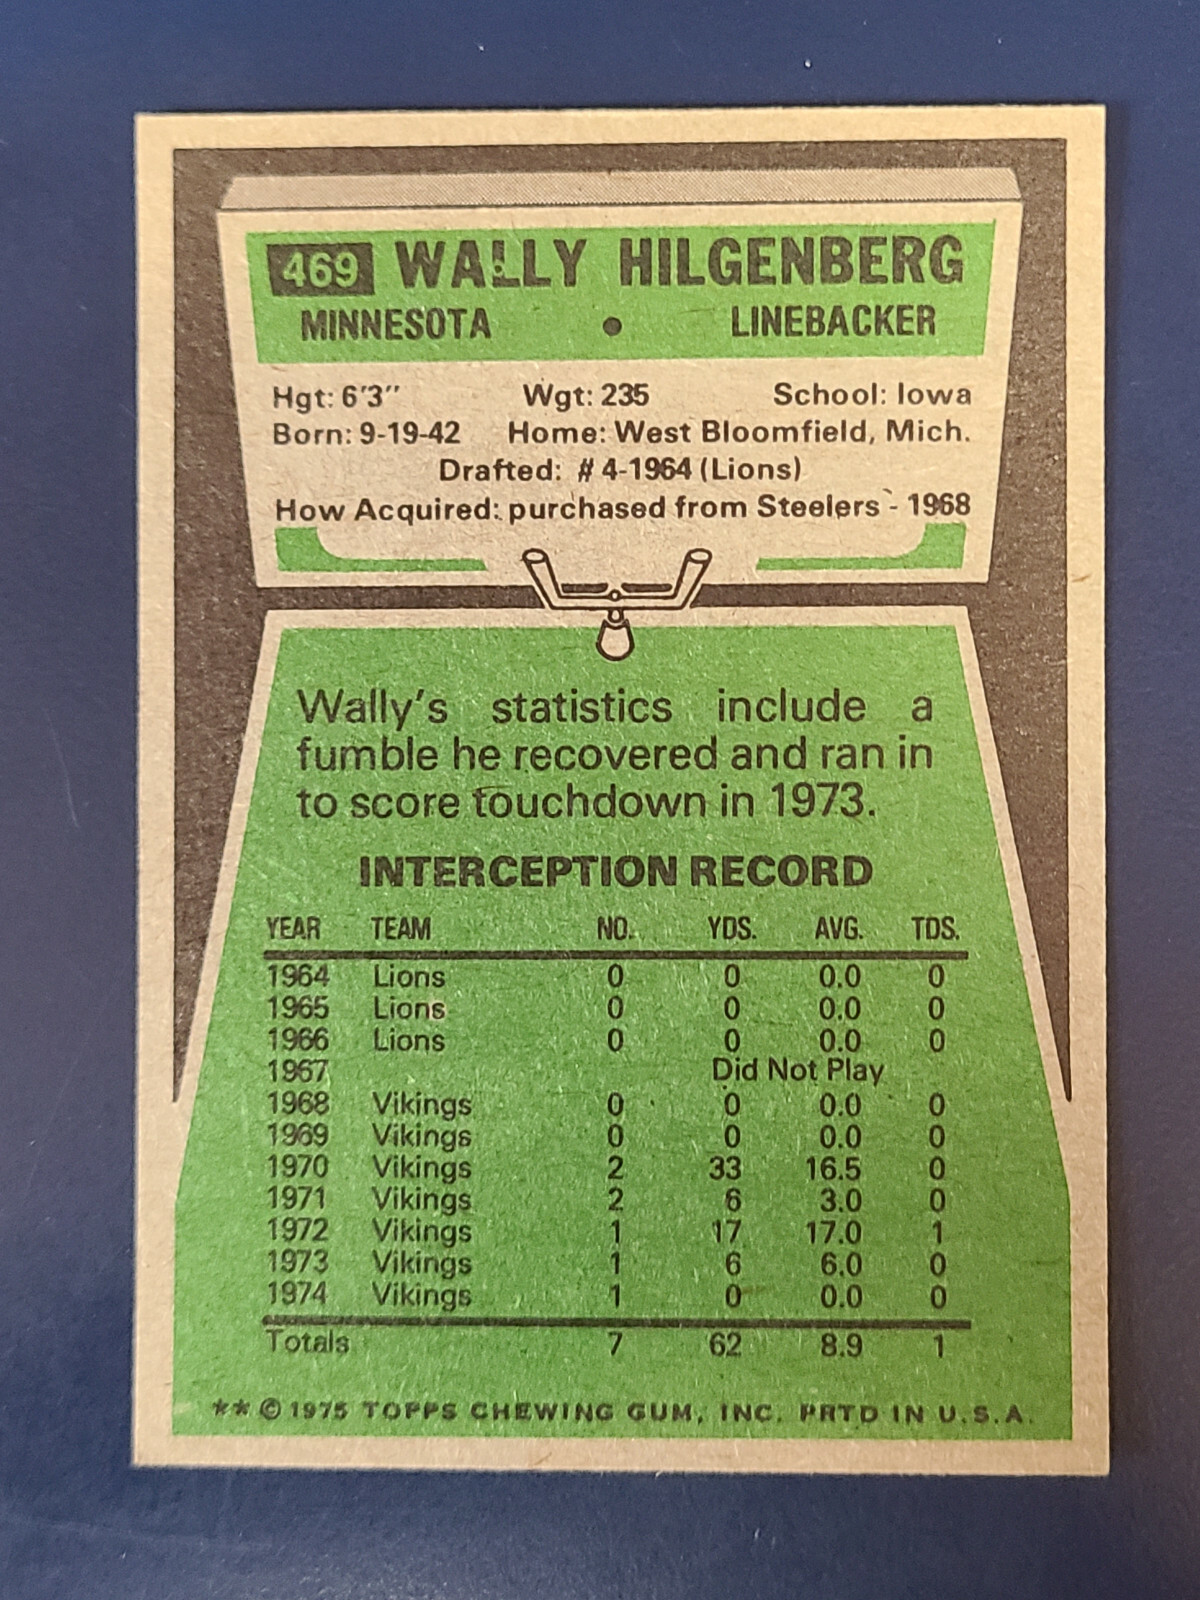 469 WALLY HILGENBERG
MINNESOTA • LINEBACKER
Hgt: 6'3" Wgt: 235 School: Iowa
Born: 9-19-42 Home: West Bloomfield, Mich.
Drafted: # 4-1964 (Lions)
How Acquired: purchased from Steelers - 1968
Wally's statistics include a
fumble he recovered and ran in
to score touchdown in 1973.
INTERCEPTION RECORD
YEAR TEAM NO. YDS. AVG. TDS.
1964 Lions 0 0 0.0 0
1965 Lions 0 0 0.0 0
1966 Lions 0 0 0.0 0
1967 Did Not Play
1968 Vikings 0 0 0.0 0
1969 Vikings 0 0 0.0 0
1970 Vikings 2 33 16.5 0
1971 Vikings 2 6 3.0 0
1972 Vikings 1 17 17.0 1
1973 Vikings 1 6 6.0 0
1974 Vikings 1 0 0.0 0
Totals 7 62 8.9 1
** © 1975 TOPPS CHEWING GUM, INC. PRTD IN U.S.A.